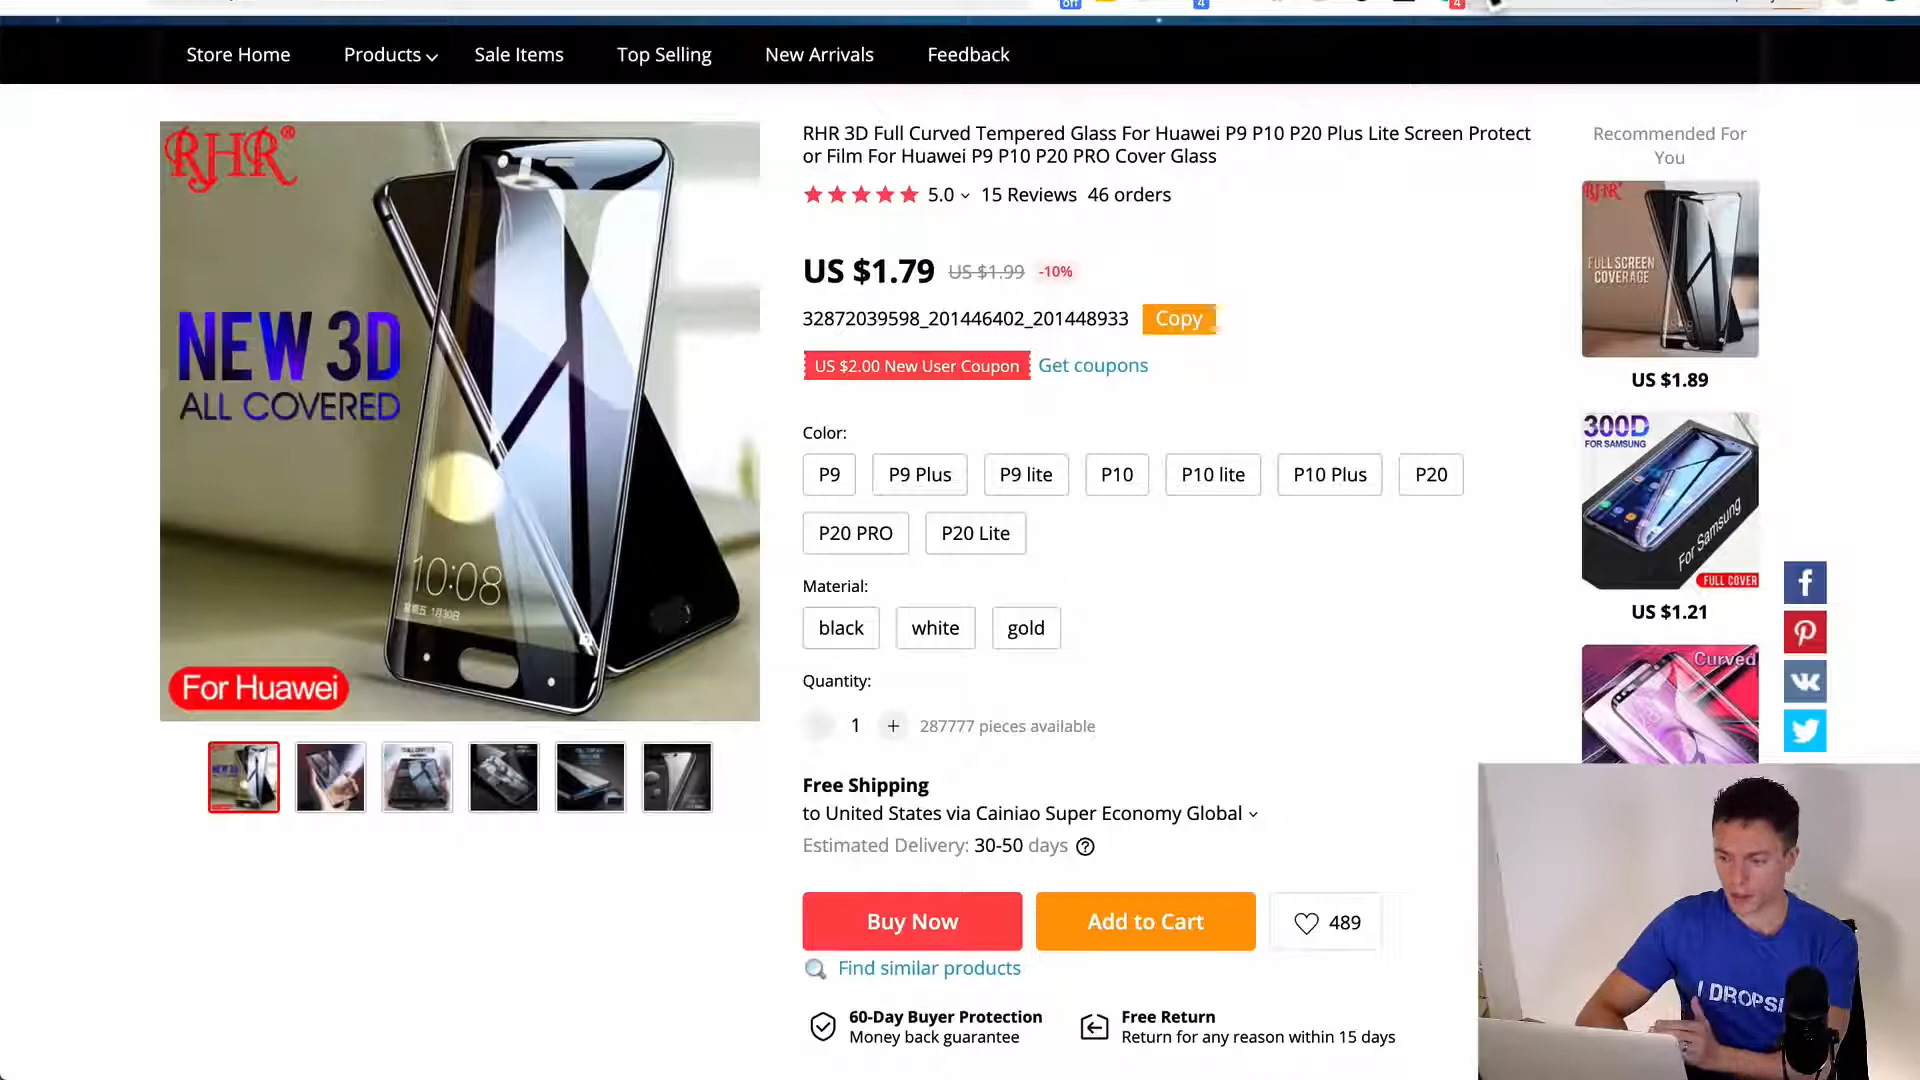 off
4
4
Store Home Products Sale Items Top Selling New Arrivals Feedback
RHR®
NEW 3D
ALL COVERED
10:08
For Huawei
RHR 3D Full Curved Tempered Glass For Huawei P9 P10 P20 Plus Lite Screen Protect
or Film For Huawei P9 P10 P20 PRO Cover Glass
5.0 15 Reviews 46 orders
US $1.79 US $1.99 -10%
32872039598_201446402_201448933 Copy
US $2.00 New User Coupon Get coupons
Color:
P9 P9 Plus P9 lite P10 P10 lite P10 Plus P20
P20 PRO P20 Lite
Material:
black white gold
Quantity:
1 + 287777 pieces available
Free Shipping
to United States via Cainiao Super Economy Global
Estimated Delivery: 30-50 days ?
Buy Now Add to Cart 489
Find similar products
60-Day Buyer Protection
Money back guarantee
Free Return
Return for any reason within 15 days
Recommended For
You
RHR
FULL SCREEN
COVERAGE
US $1.89
300D
FOR SAMSUNG
For Samsung
FULL COVER
US $1.21
Curved
I DROPSI